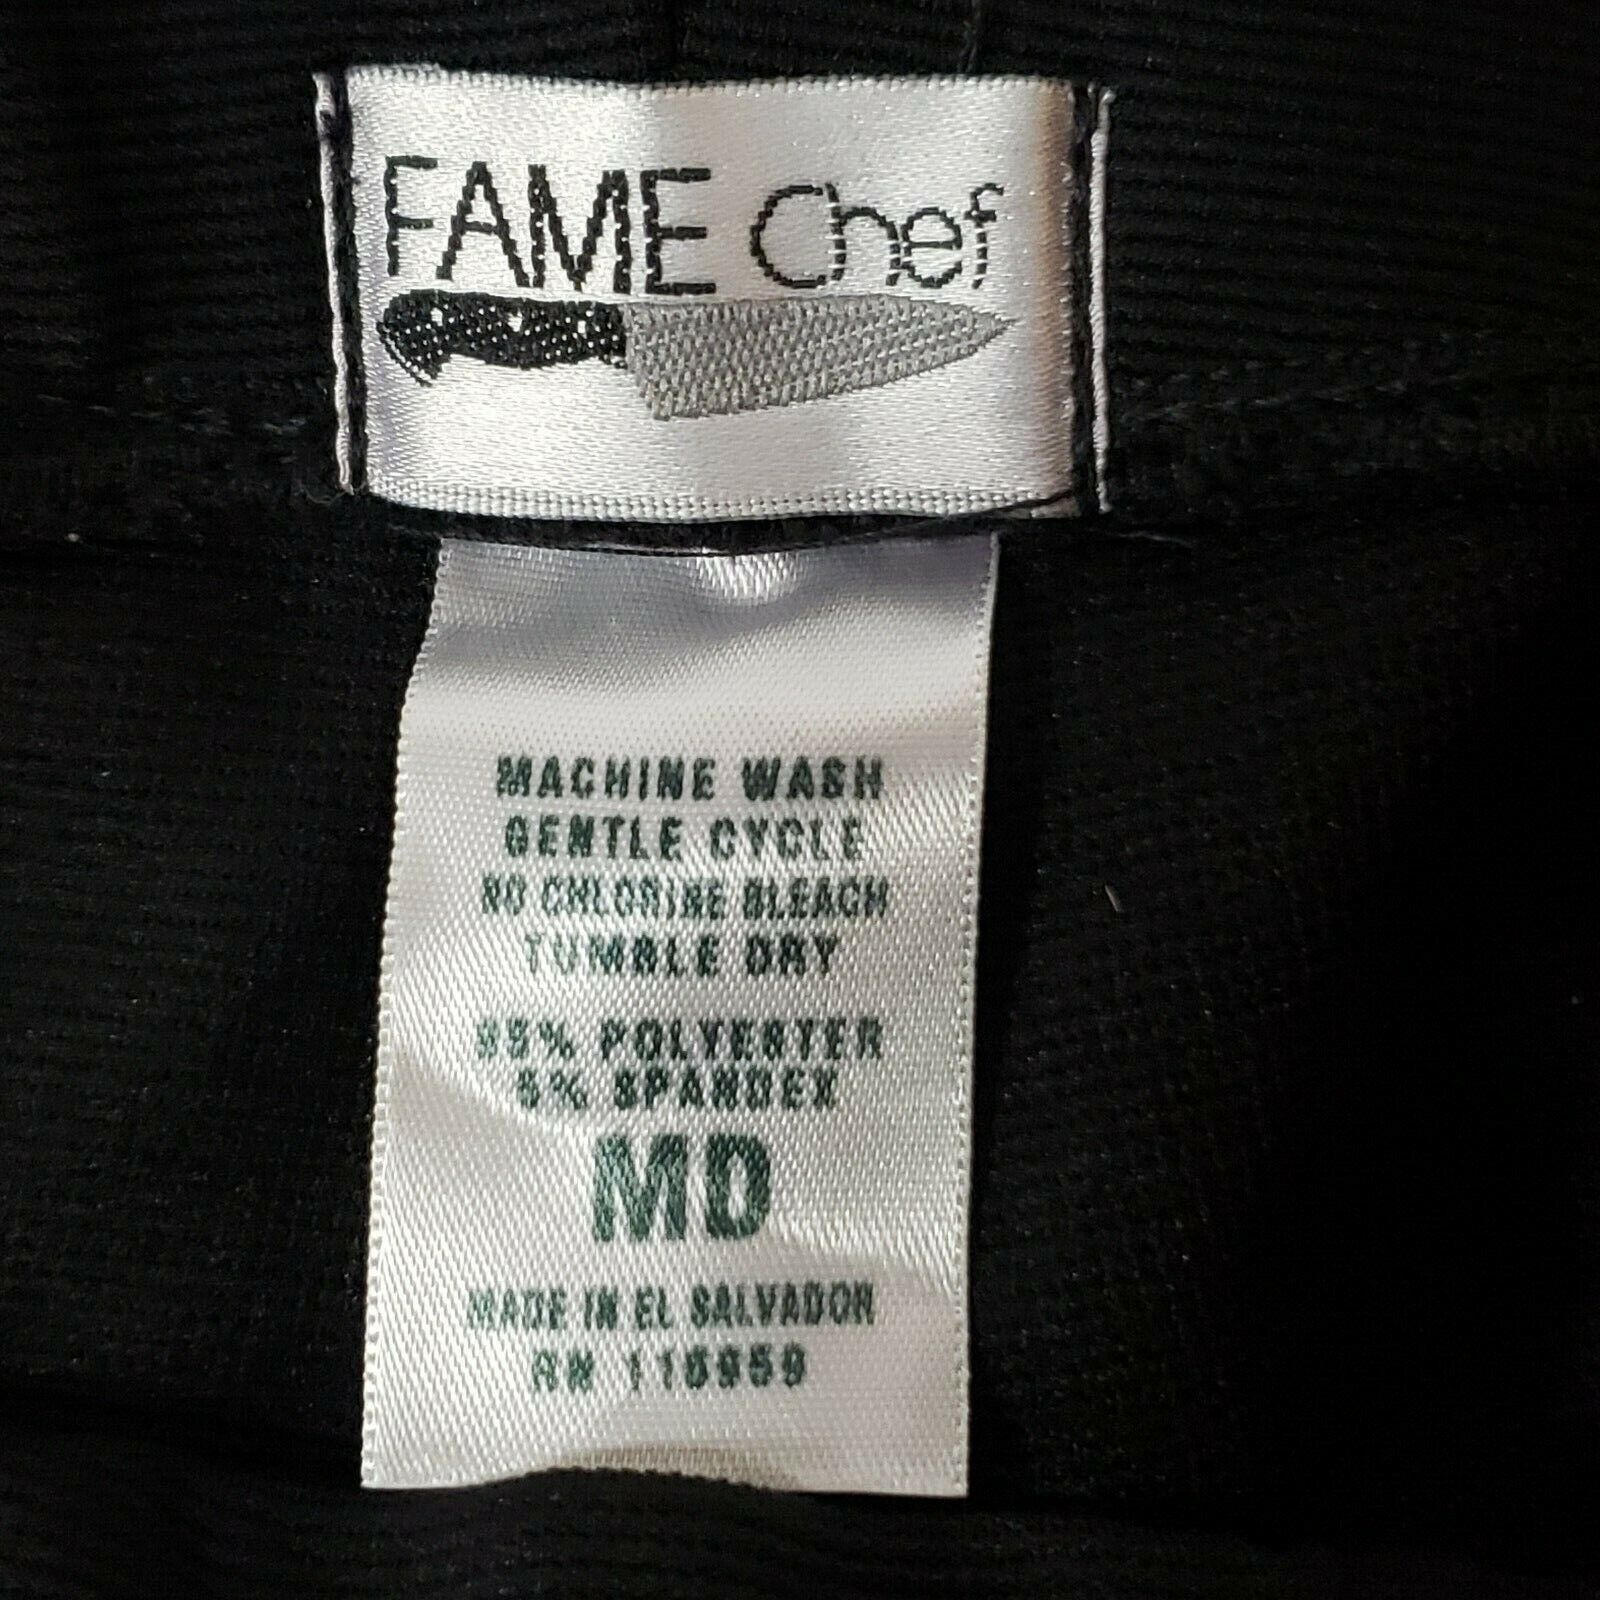 FAME Chef
MACHINE WASH
GENTLE CYCLE
NO CHLORINE BLEACH
TUMBLE DRY
95% POLYESTER
5% SPANDEX
MD
MADE IN EL SALVADOR
RN